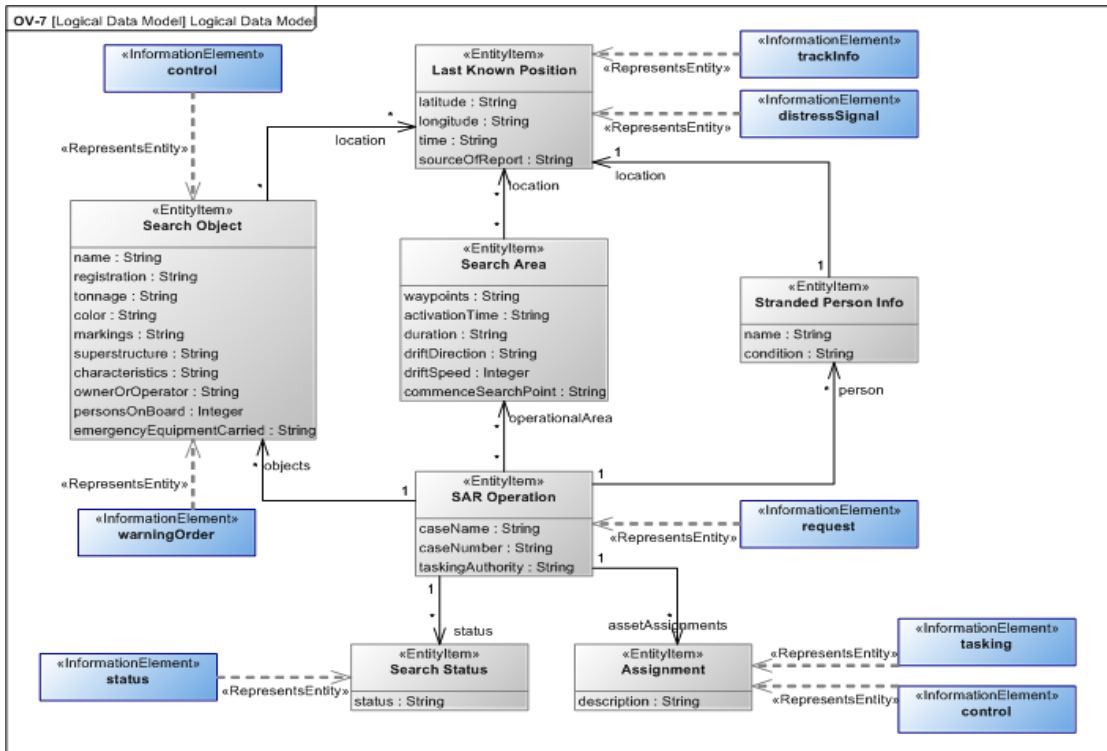 OV-7 [Logical Data Model] Logical Data Model
«InformationElement»
control
«RepresentsEntity»
«EntityItem»
Last Known Position
latitude : String
longitude : String
time : String
sourceOfReport : String
«InformationElement»
trackInfo
«RepresentsEntity»
«InformationElement»
distressSignal
«RepresentsEntity»
*
location
*
*
location
*
1
location
1
«EntityItem»
Search Object
name : String
registration : String
tonnage : String
color : String
markings : String
superstructure : String
characteristics : String
ownerOrOperator : String
personsOnBoard : Integer
emergencyEquipmentCarried : String
«EntityItem»
Search Area
waypoints : String
activationTime : String
duration : String
driftDirection : String
driftSpeed : Integer
commenceSearchPoint : String
«EntityItem»
Stranded Person Info
name : String
condition : String
* person
* operationalArea
*
* objects
1
1
«RepresentsEntity»
«InformationElement»
warningOrder
«EntityItem»
SAR Operation
caseName : String
caseNumber : String
taskingAuthority : String
«InformationElement»
request
«RepresentsEntity»
1
*
status
1
*
assetAssignments
«InformationElement»
status
«RepresentsEntity»
«EntityItem»
Search Status
status : String
«EntityItem»
Assignment
description : String
«InformationElement»
tasking
«RepresentsEntity»
«InformationElement»
control
«RepresentsEntity»